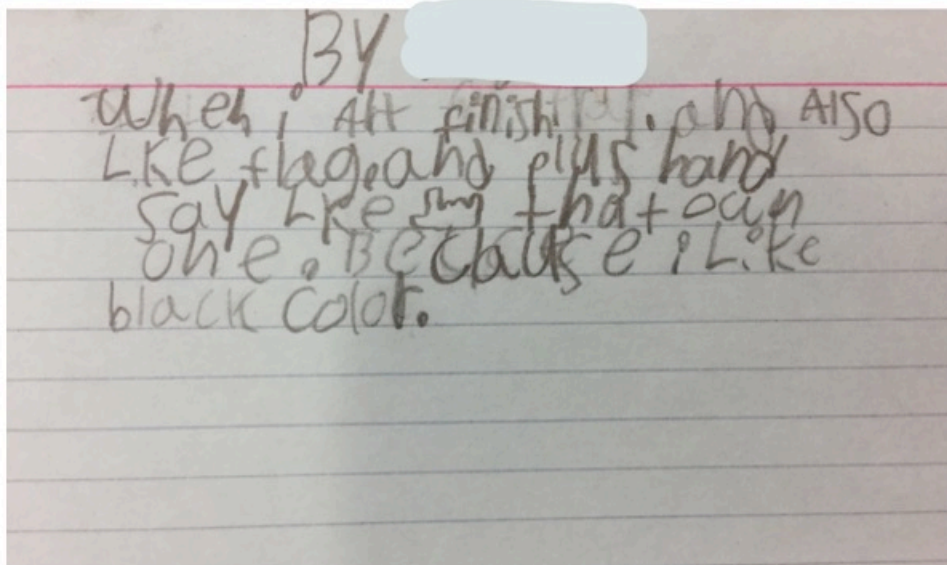 BY
When i Att finish. and Also
Like flag. and plus hand
say Like that oan
one. Because i Like
black color.